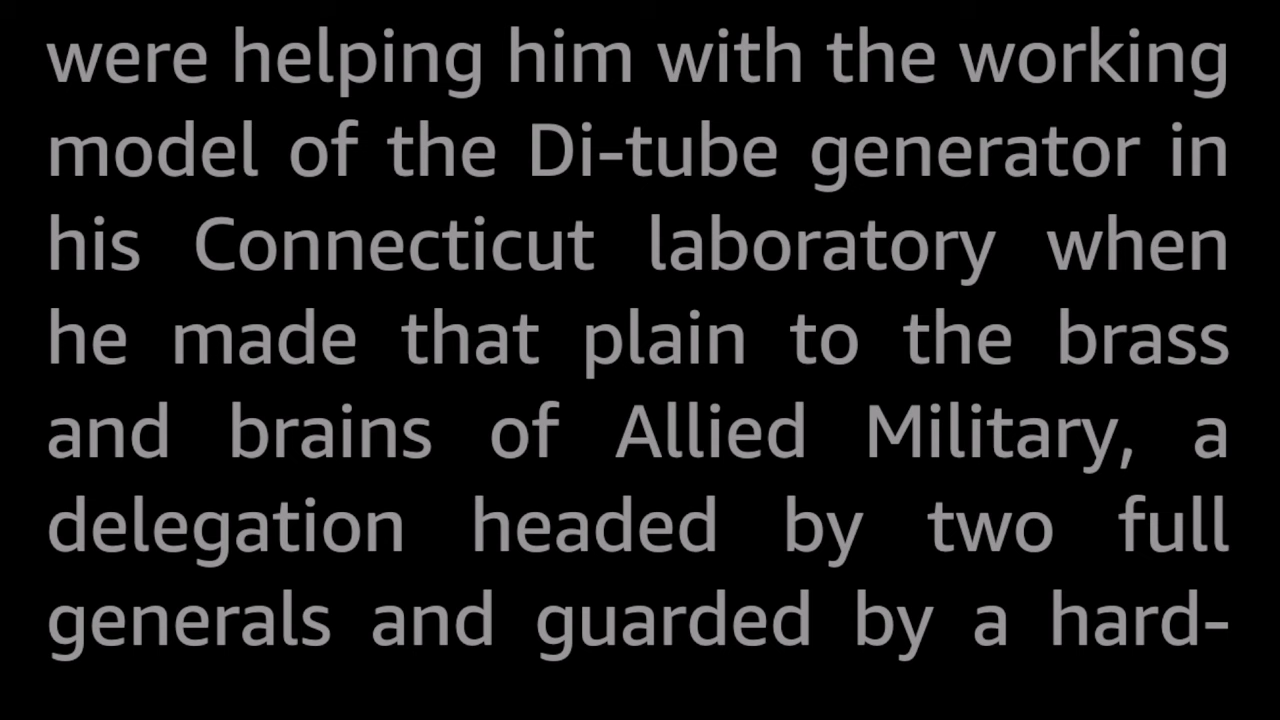 were helping him with the working
model of the Di-tube generator in
his Connecticut laboratory when
he made that plain to the brass
and brains of Allied Military, a
delegation headed by two full
generals and guarded by a hard-